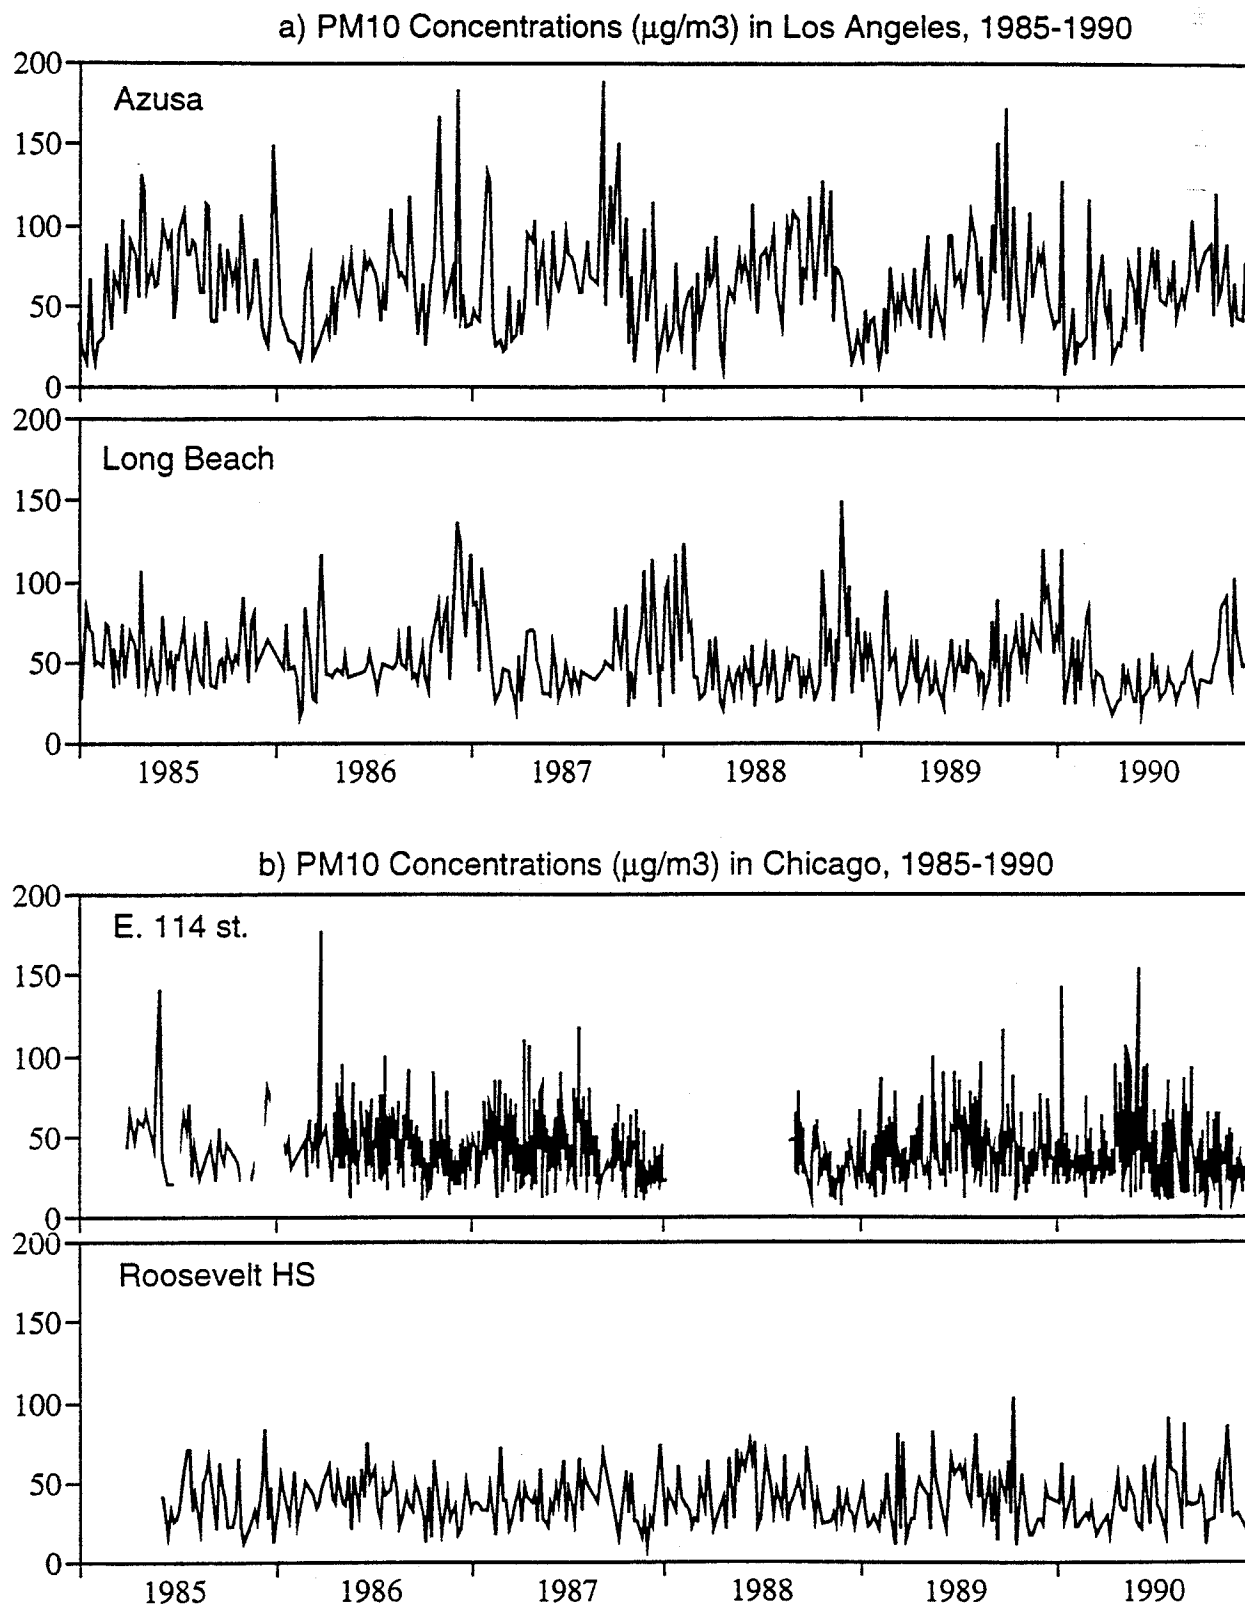 a) PM10 Concentrations (µg/m3) in Los Angeles, 1985-1990
200
Azusa
150
100
50
0
200
Long Beach
150
100
50
0
1985 1986 1987 1988 1989 1990
b) PM10 Concentrations (µg/m3) in Chicago, 1985-1990
200
E. 114 st.
150
100
50
0
200
Roosevelt HS
150
100
50
0
1985 1986 1987 1988 1989 1990